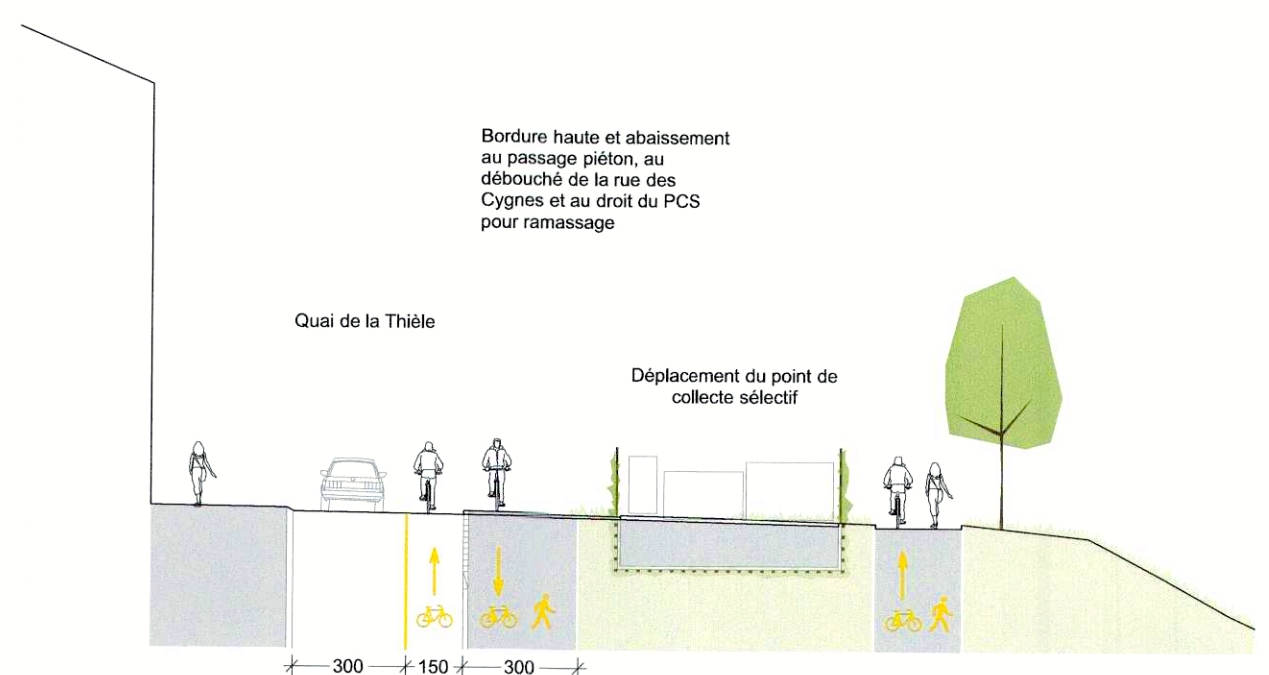 Bordure haute et abaissement
au passage piéton, au
débouché de la rue des
Cygnes et au droit du PCS
pour ramassage
Quai de la Thièle
Déplacement du point de
collecte sélectif
300
150
300